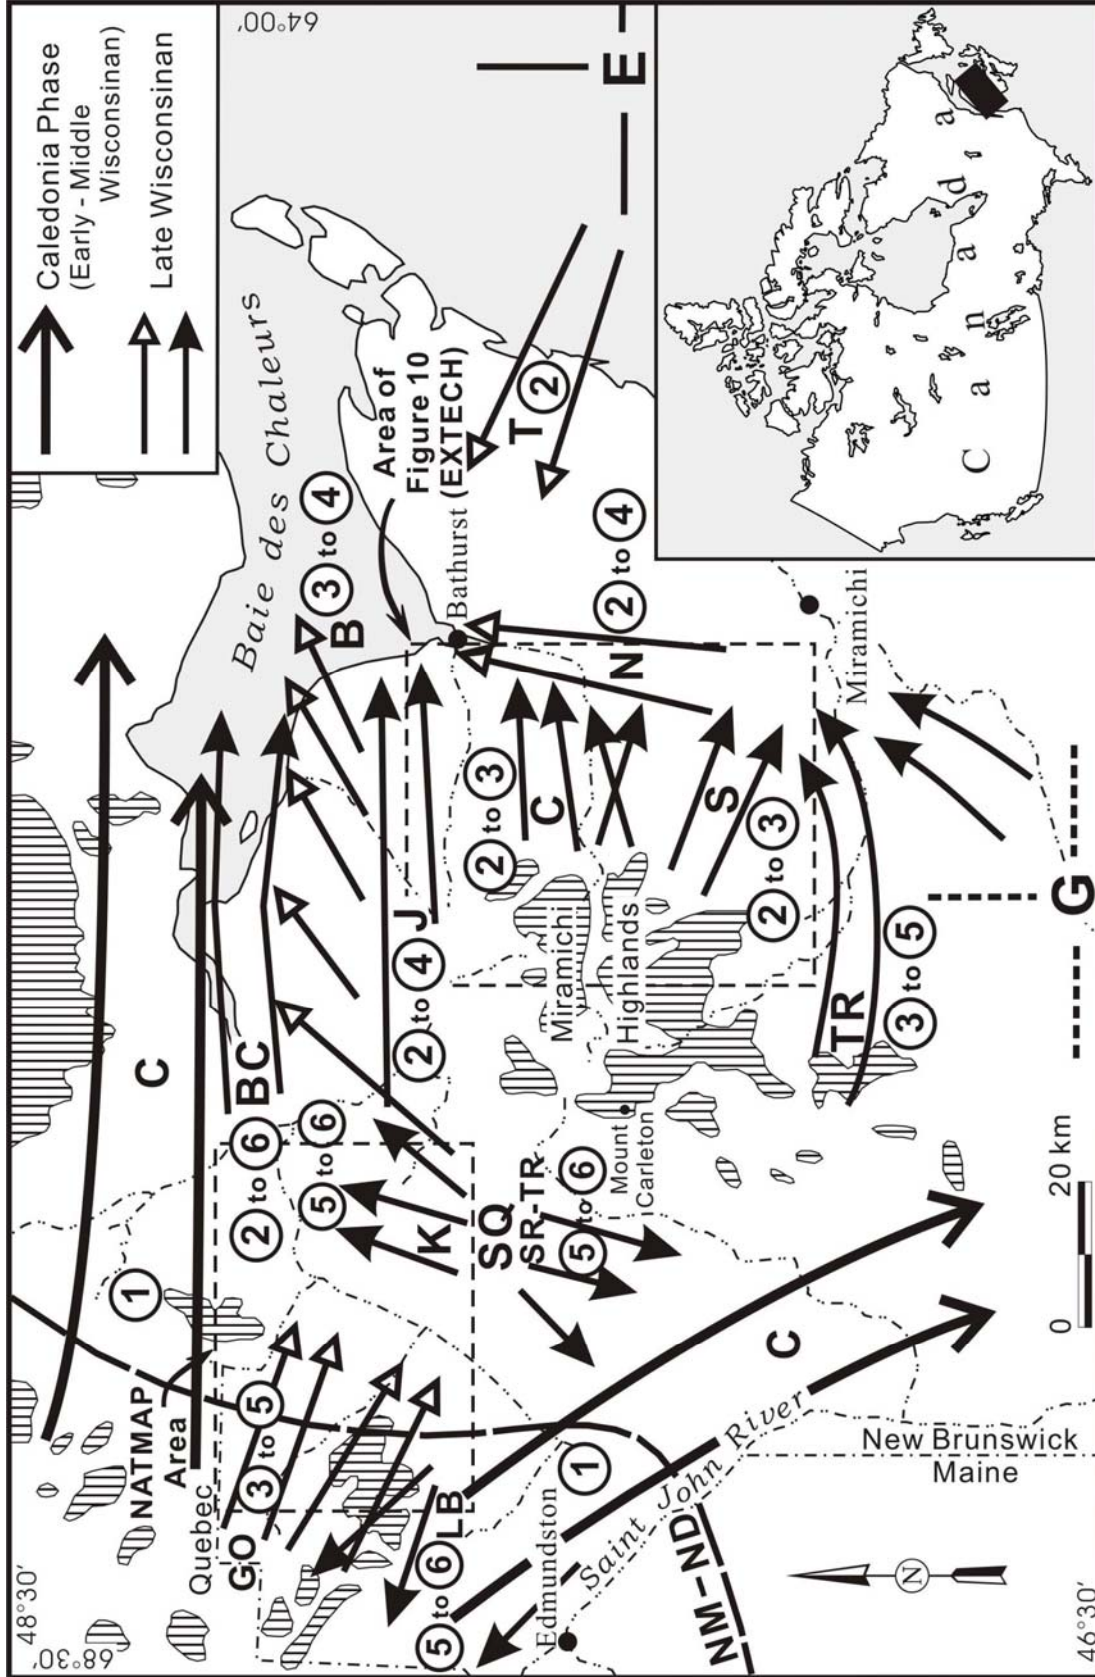 48°30'
68°30'
64°00'
46°30'
Caledonia Phase
(Early - Middle
Wisconsinan)
Late Wisconsinan
NATMAP
Area
Quebec
1
C
GO
3 to 5
2 to 6
BC
5 to 6
K
5 to 6
LB
SQ
SR-TR
5 to 6
2 to 4
J
Baie des Chaleurs
3 to 4
B
Area of
Figure 10
(EXTECH)
Bathurst
T
2
E
2 to 3
C
N
2 to 4
Miramichi
Highlands
Mount
Carleton
S
2 to 3
Miramichi
TR
3 to 5
G
C
1
Edmundston
Saint John River
NM-ND
New Brunswick
Maine
N
0
20 km
Canada